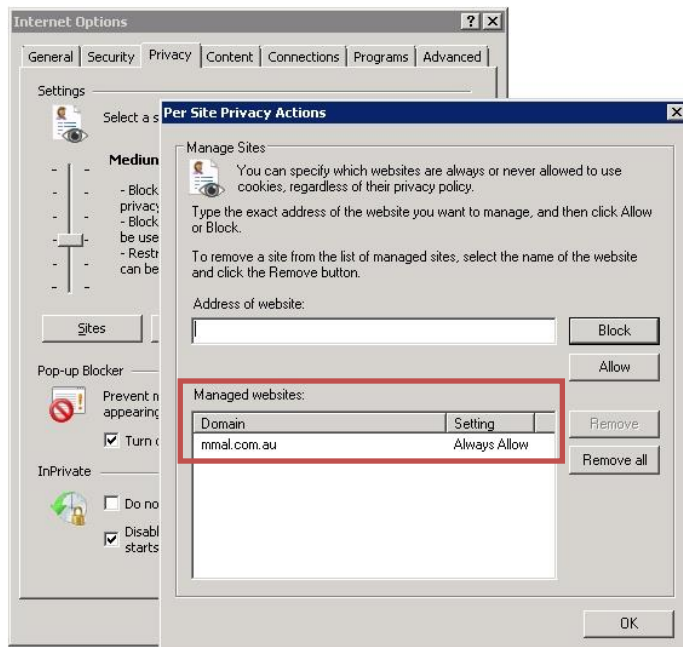 Internet Options
General Security Privacy Content Connections Programs Advanced
Settings
Select a s
Medium
- Block
privacy
- Block
be use
- Restr
can be
Sites
Pop-up Blocker
Prevent m
appearing
Turn o
InPrivate
Do no
Disabl
starts
Per Site Privacy Actions
Manage Sites
You can specify which websites are always or never allowed to use
cookies, regardless of their privacy policy.
Type the exact address of the website you want to manage, and then click Allow
or Block.
To remove a site from the list of managed sites, select the name of the website
and click the Remove button.
Address of website:
Block
Allow
Managed websites:
Domain Setting
mmal.com.au Always Allow
Remove
Remove all
OK